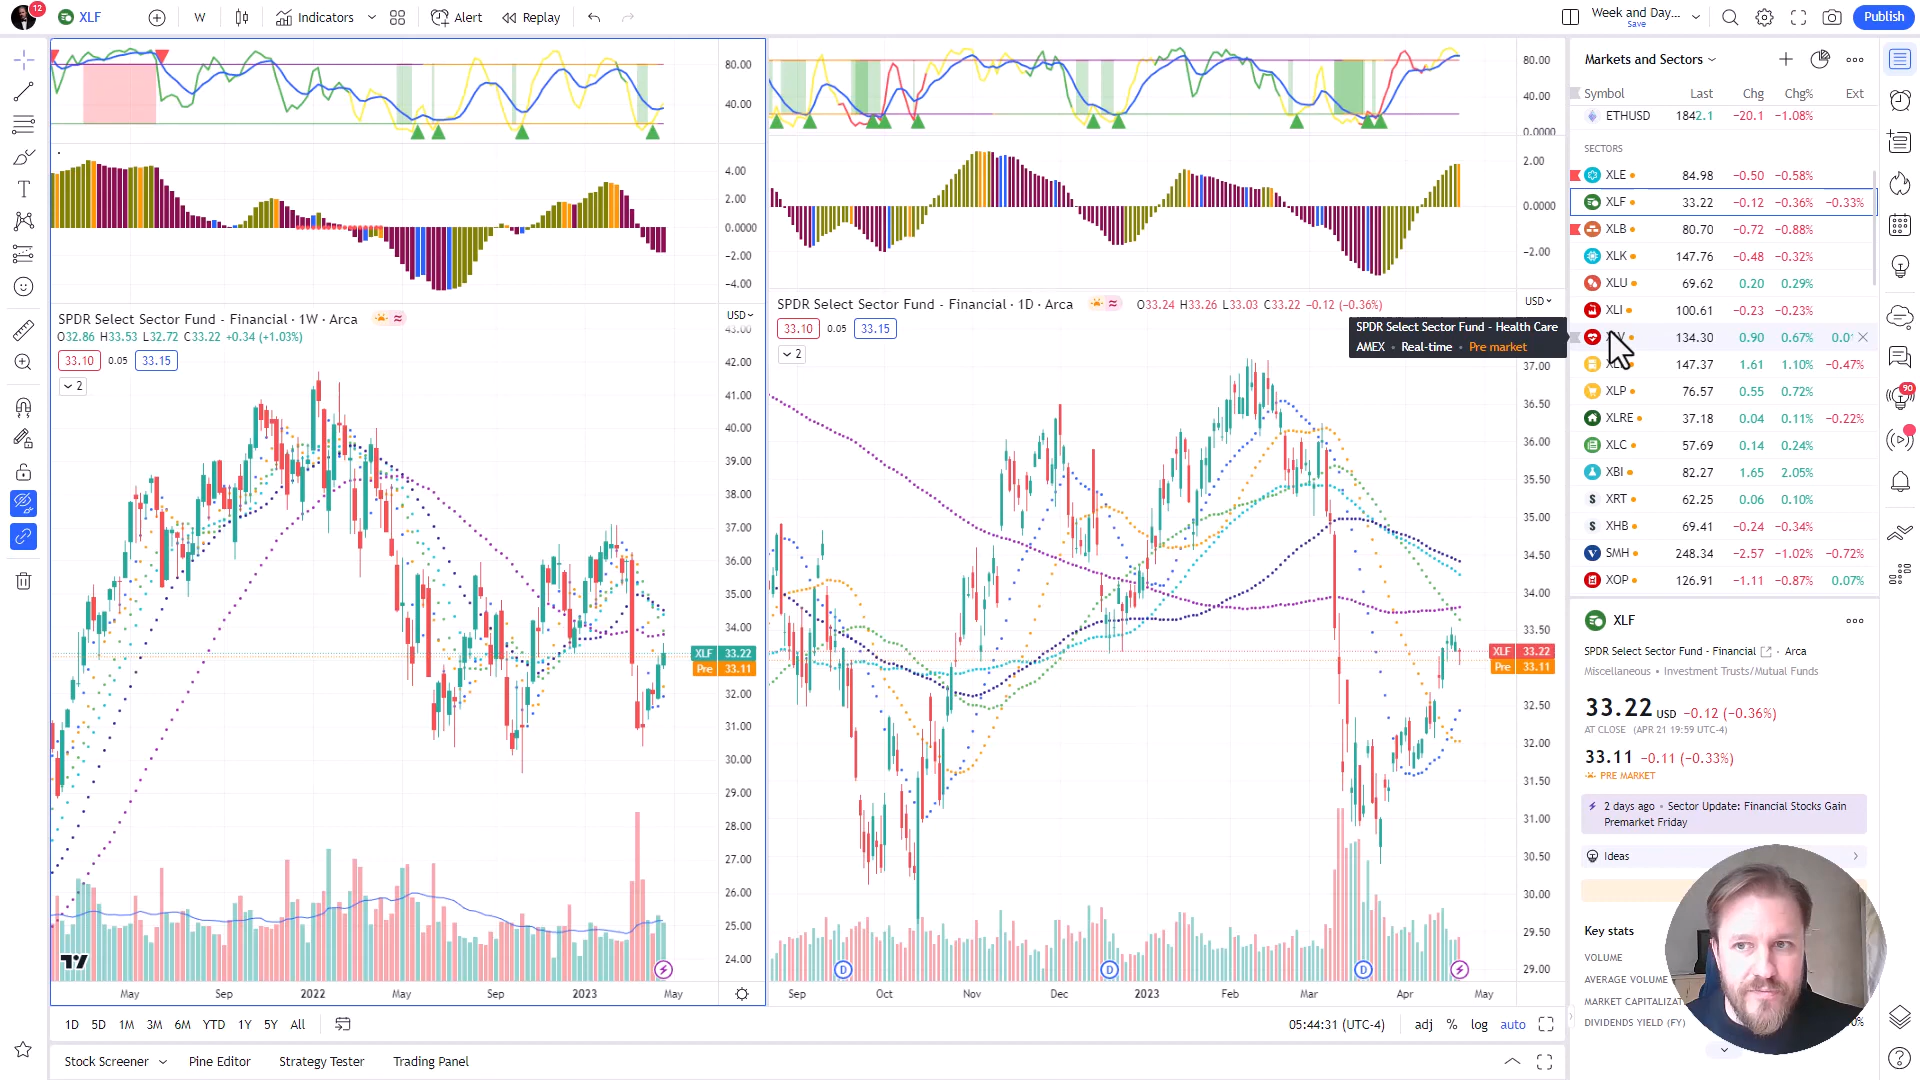 12
XLF
W
Indicators
Alert
Replay
Week and Day...
Save
Publish
80.00
40.00
4.00
2.00
0.0000
−2.00
−4.00
SPDR Select Sector Fund - Financial · 1W · Arca
O32.86 H33.53 L32.72 C33.22 +0.34 (+1.03%)
33.10 0.05 33.15
2
USD
43.00
42.00
41.00
40.00
39.00
38.00
37.00
36.00
35.00
34.00
XLF 33.22
Pre 33.11
32.00
31.00
30.00
29.00
28.00
27.00
26.00
25.00
24.00
May Sep 2022 May Sep 2023 May
80.00
40.00
0.0000
2.00
0.0000
−2.00
SPDR Select Sector Fund - Financial · 1D · Arca
O33.24 H33.26 L33.03 C33.22 −0.12 (−0.36%)
33.10 0.05 33.15
2
USD
SPDR Select Sector Fund - Health Care
AMEX • Real-time • Pre market
37.00
36.50
36.00
35.50
35.00
34.50
34.00
33.50
XLF 33.22
Pre 33.11
32.50
32.00
31.50
31.00
30.50
30.00
29.50
29.00
D D D
Sep Oct Nov Dec 2023 Feb Mar Apr May
1D 5D 1M 3M 6M YTD 1Y 5Y All
05:44:31 (UTC-4) adj % log auto
Stock Screener Pine Editor Strategy Tester Trading Panel
Markets and Sectors
Symbol Last Chg Chg% Ext
ETHUSD 1842.1 −20.1 −1.08%
SECTORS
XLE 84.98 −0.50 −0.58%
XLF 33.22 −0.12 −0.36% −0.33%
XLB 80.70 −0.72 −0.88%
XLK 147.76 −0.48 −0.32%
XLU 69.62 0.20 0.29%
XLI 100.61 −0.23 −0.23%
134.30 0.90 0.67%
147.37 1.61 1.10% −0.47%
XLP 76.57 0.55 0.72%
XLRE 37.18 0.04 0.11% −0.22%
XLC 57.69 0.14 0.24%
XBI 82.27 1.65 2.05%
XRT 62.25 0.06 0.10%
XHB 69.41 −0.24 −0.34%
SMH 248.34 −2.57 −1.02% −0.72%
XOP 126.91 −1.11 −0.87% 0.07%
90
XLF
SPDR Select Sector Fund - Financial · Arca
Miscellaneous • Investment Trusts/Mutual Funds
33.22 USD −0.12 (−0.36%)
AT CLOSE (APR 21 19:59 UTC-4)
33.11 −0.11 (−0.33%)
PRE MARKET
2 days ago • Sector Update: Financial Stocks Gain
Premarket Friday
Ideas
Key stats
VOLUME
AVERAGE VOLUME
DIVIDENDS YIELD (FY)